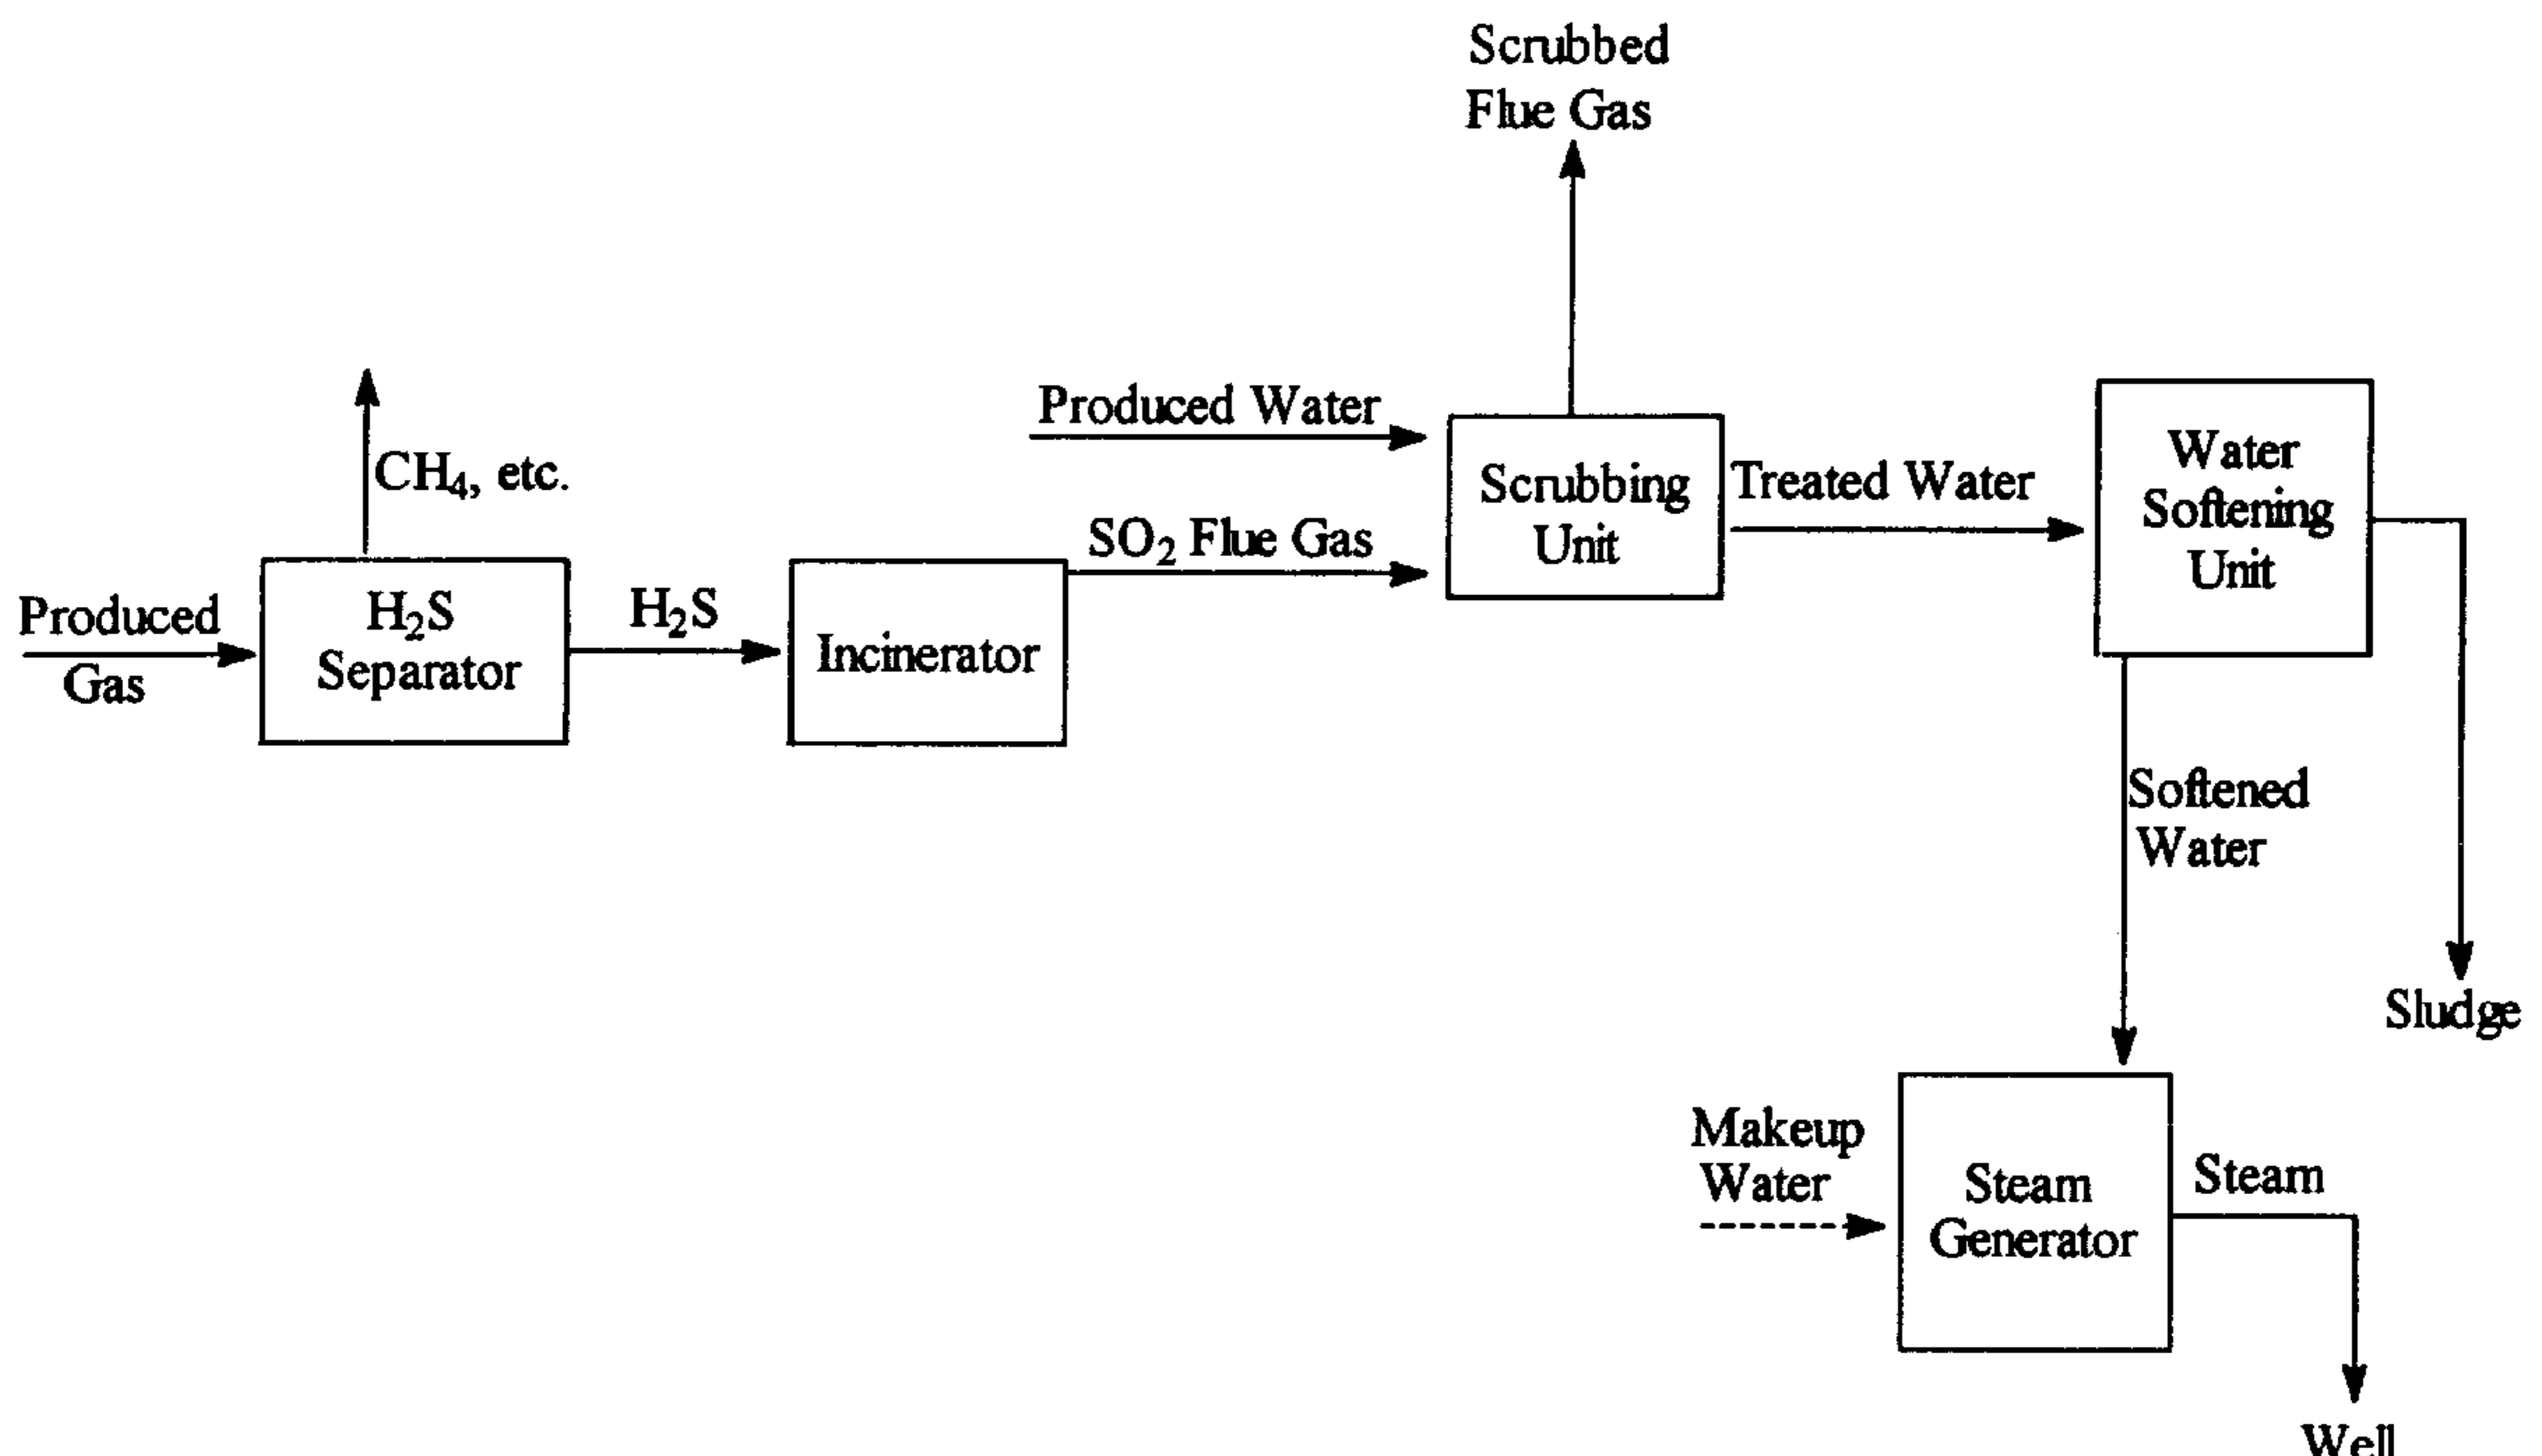 Scrubbed
Flue Gas
Produced Water
CH₄, etc.
SO₂ Flue Gas
Scrubbing
Unit
Treated Water
Water
Softening
Unit
Produced
Gas
H₂S
Separator
H₂S
Incinerator
Softened
Water
Sludge
Makeup
Water
Steam
Generator
Steam
Well